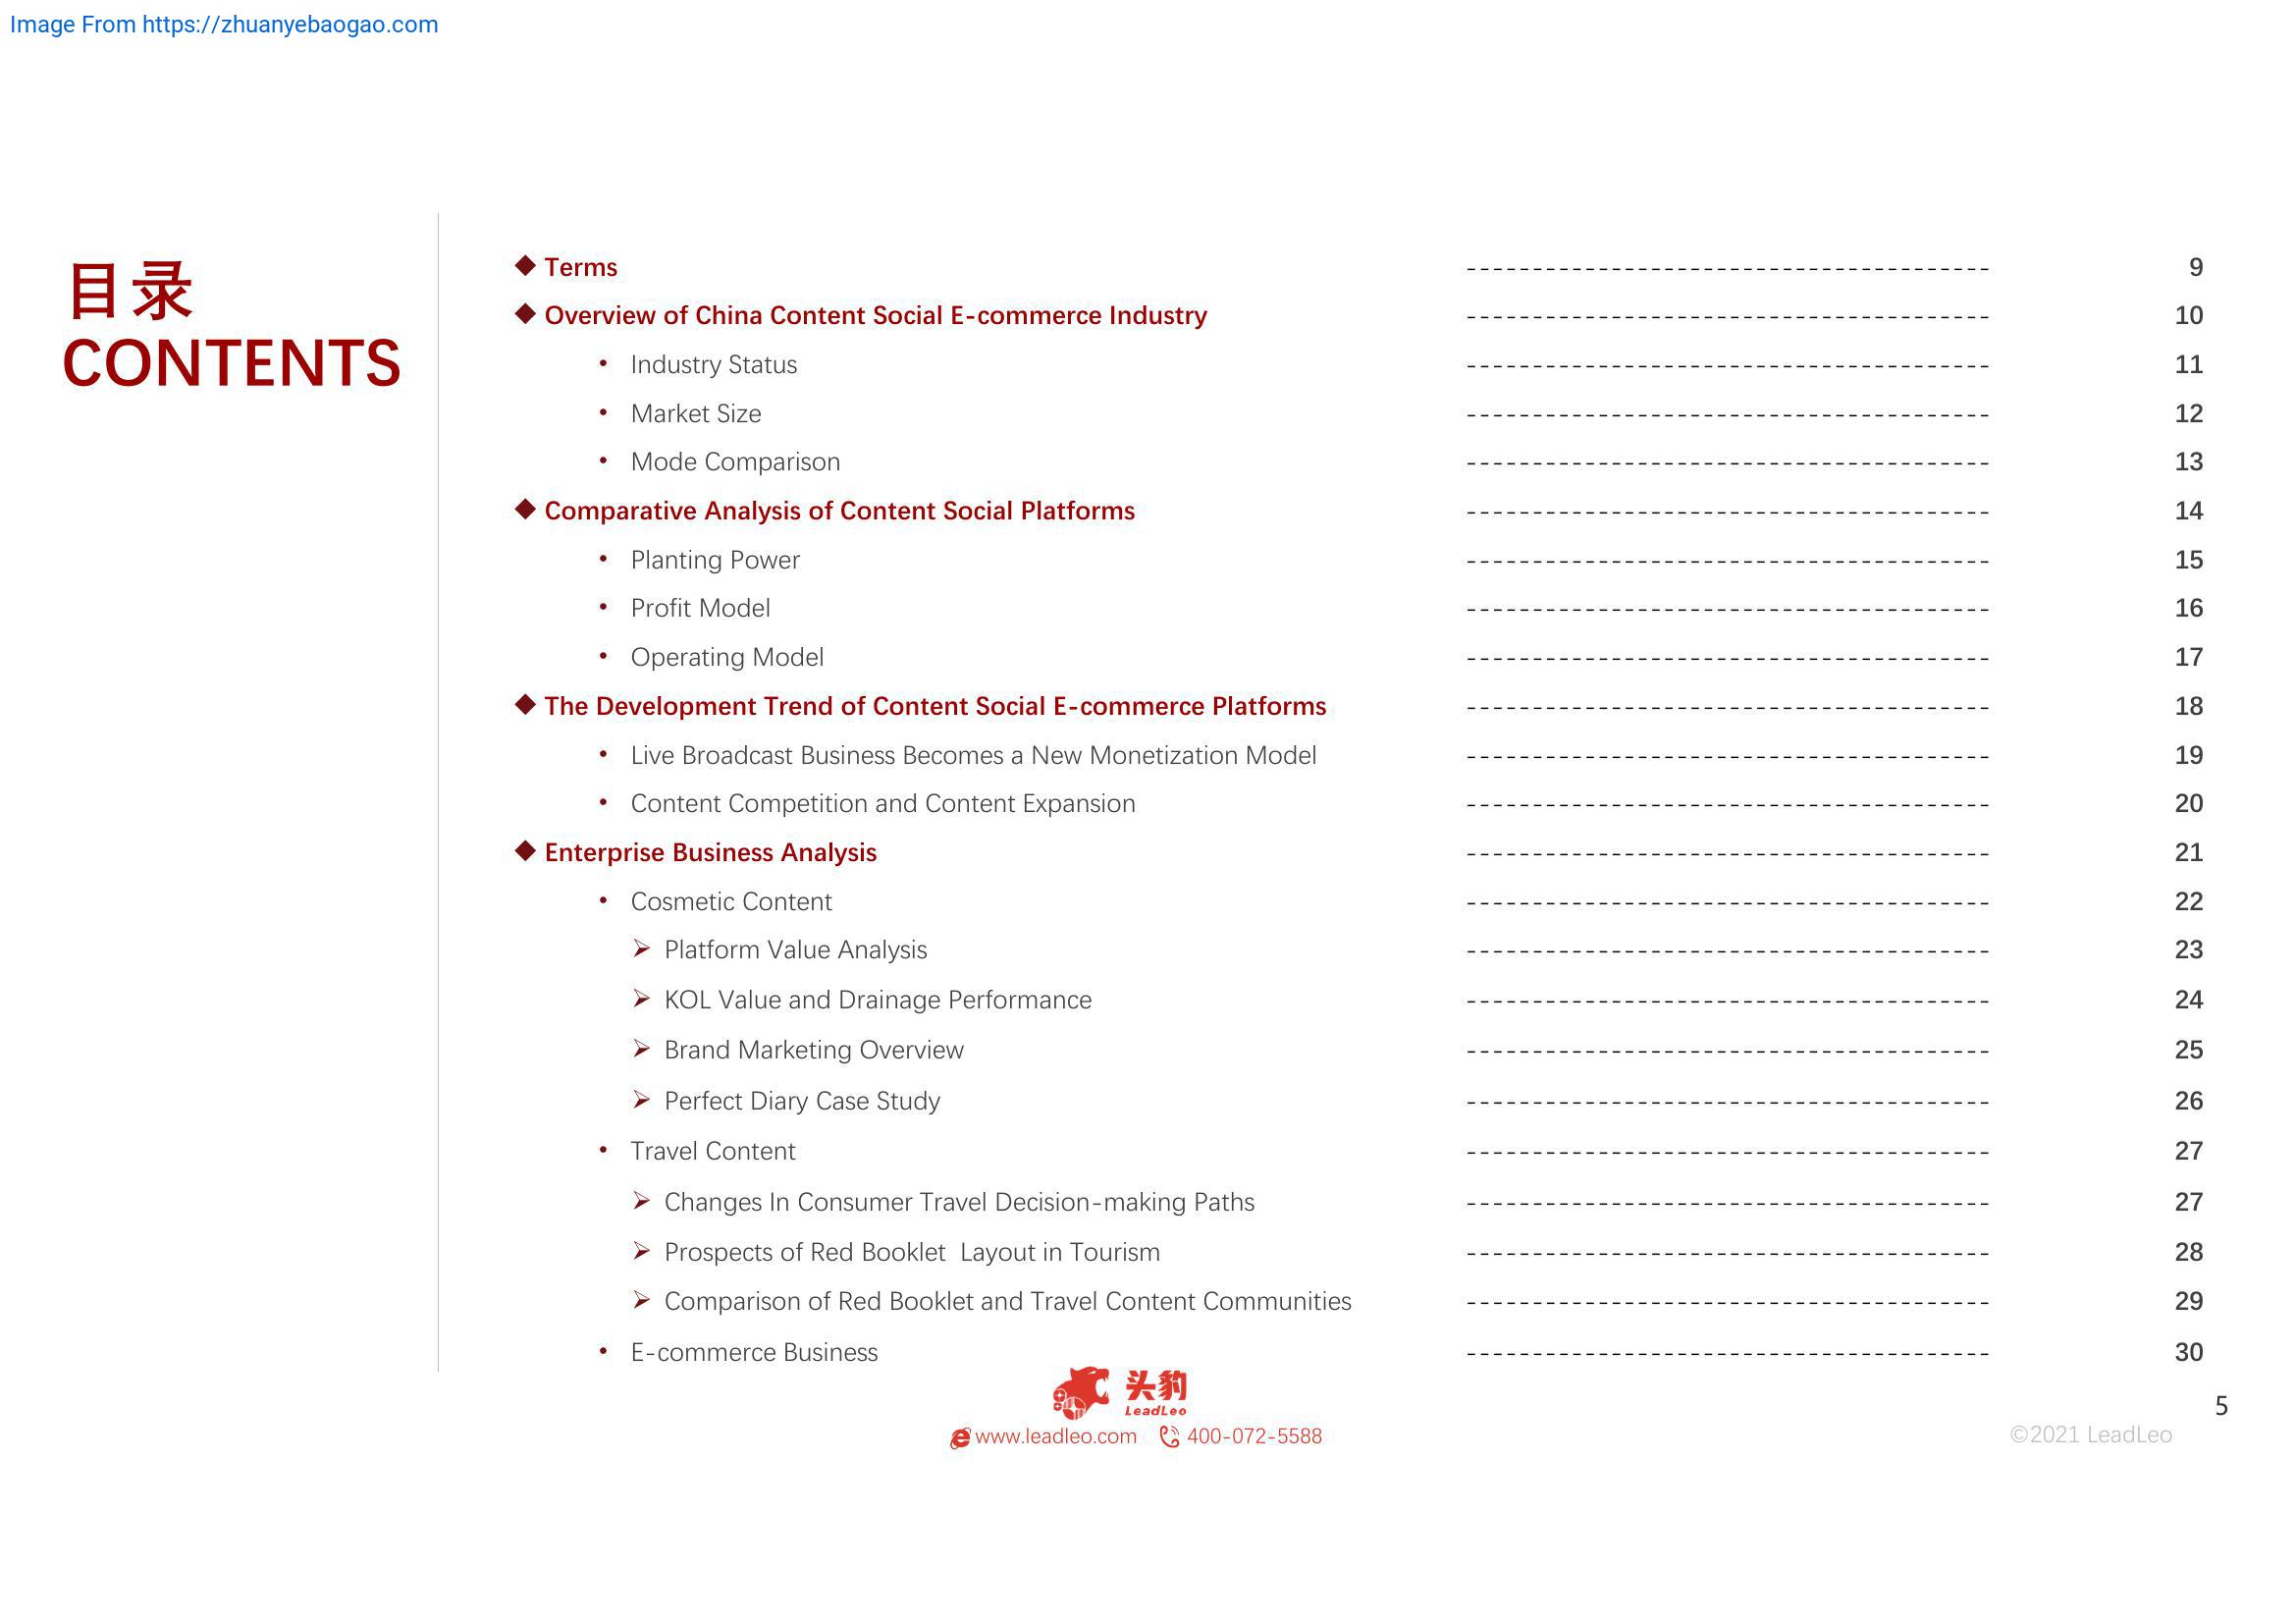 Image From https://zhuanyebaogao.com
目录
CONTENTS
◆ Terms ---------------------------------------- 9
◆ Overview of China Content Social E-commerce Industry ---------------------------------------- 10
• Industry Status ---------------------------------------- 11
• Market Size ---------------------------------------- 12
• Mode Comparison ---------------------------------------- 13
◆ Comparative Analysis of Content Social Platforms ---------------------------------------- 14
• Planting Power ---------------------------------------- 15
• Profit Model ---------------------------------------- 16
• Operating Model ---------------------------------------- 17
◆ The Development Trend of Content Social E-commerce Platforms ---------------------------------------- 18
• Live Broadcast Business Becomes a New Monetization Model ---------------------------------------- 19
• Content Competition and Content Expansion ---------------------------------------- 20
◆ Enterprise Business Analysis ---------------------------------------- 21
• Cosmetic Content ---------------------------------------- 22
➢ Platform Value Analysis ---------------------------------------- 23
➢ KOL Value and Drainage Performance ---------------------------------------- 24
➢ Brand Marketing Overview ---------------------------------------- 25
➢ Perfect Diary Case Study ---------------------------------------- 26
• Travel Content ---------------------------------------- 27
➢ Changes In Consumer Travel Decision-making Paths ---------------------------------------- 27
➢ Prospects of Red Booklet  Layout in Tourism ---------------------------------------- 28
➢ Comparison of Red Booklet and Travel Content Communities ---------------------------------------- 29
• E-commerce Business ---------------------------------------- 30
头豹
LeadLeo
www.leadleo.com 400-072-5588
5
©2021 LeadLeo